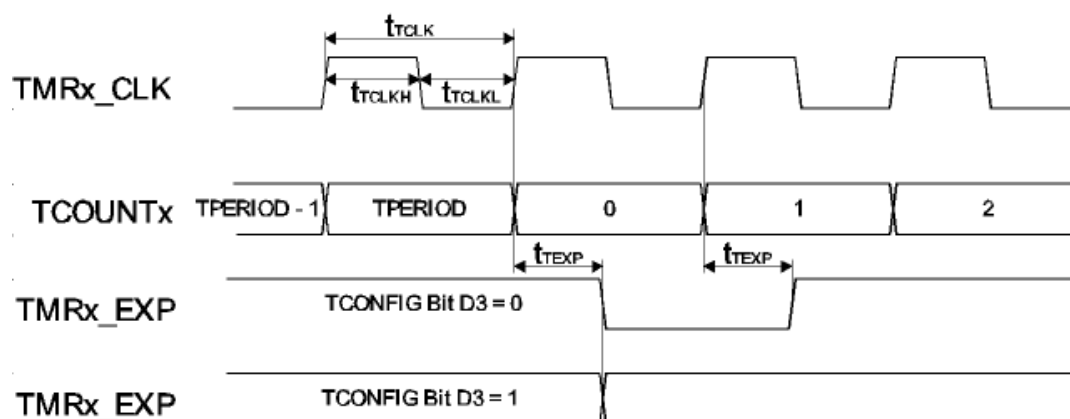 tTCLK
TMRx_CLK
tTCLKH tTCLKL
TCOUNTx TPERIOD - 1 TPERIOD 0 1 2
tTEXP tTEXP
TMRx_EXP TCONFIG Bit D3 = 0
TMRx_EXP TCONFIG Bit D3 = 1